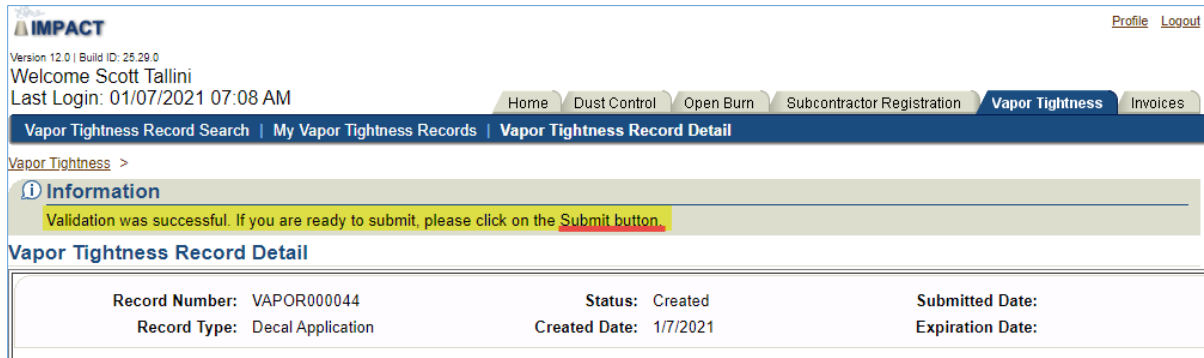 IMPACT
Profile Logout
Version 12.0 | Build ID: 25.29.0
Welcome Scott Tallini
Last Login: 01/07/2021 07:08 AM
Home Dust Control Open Burn Subcontractor Registration Vapor Tightness Invoices
Vapor Tightness Record Search | My Vapor Tightness Records | Vapor Tightness Record Detail
Vapor Tightness >
Information
Validation was successful. If you are ready to submit, please click on the Submit button.
Vapor Tightness Record Detail
Record Number: VAPOR000044 Status: Created Submitted Date:
Record Type: Decal Application Created Date: 1/7/2021 Expiration Date: